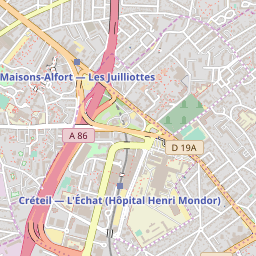 Maisons-Alfort — Les Juilliottes
A 86
D 19A
Créteil — L'Échat (Hôpital Henri Mondor)